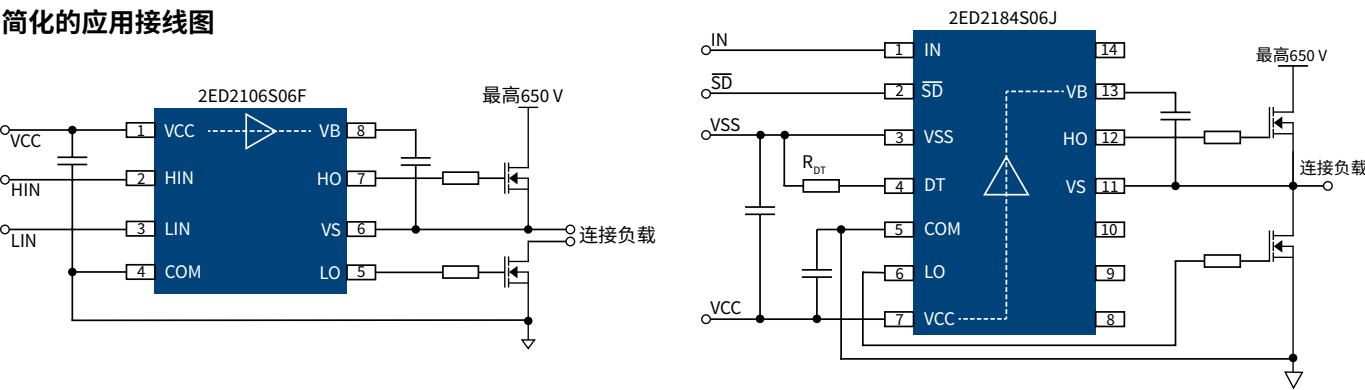 简化的应用接线图
2ED2106S06F
最高650 V
VCC
1 VCC VB 8
HIN
2 HIN HO 7
LIN
3 LIN VS 6
连接负载
4 COM LO 5
2ED2184S06J
IN
1 IN 14
最高650 V
SD
2 SD VB 13
VSS
3 VSS HO 12
RDT
4 DT VS 11
连接负载
5 COM 10
6 LO 9
VCC
7 VCC 8